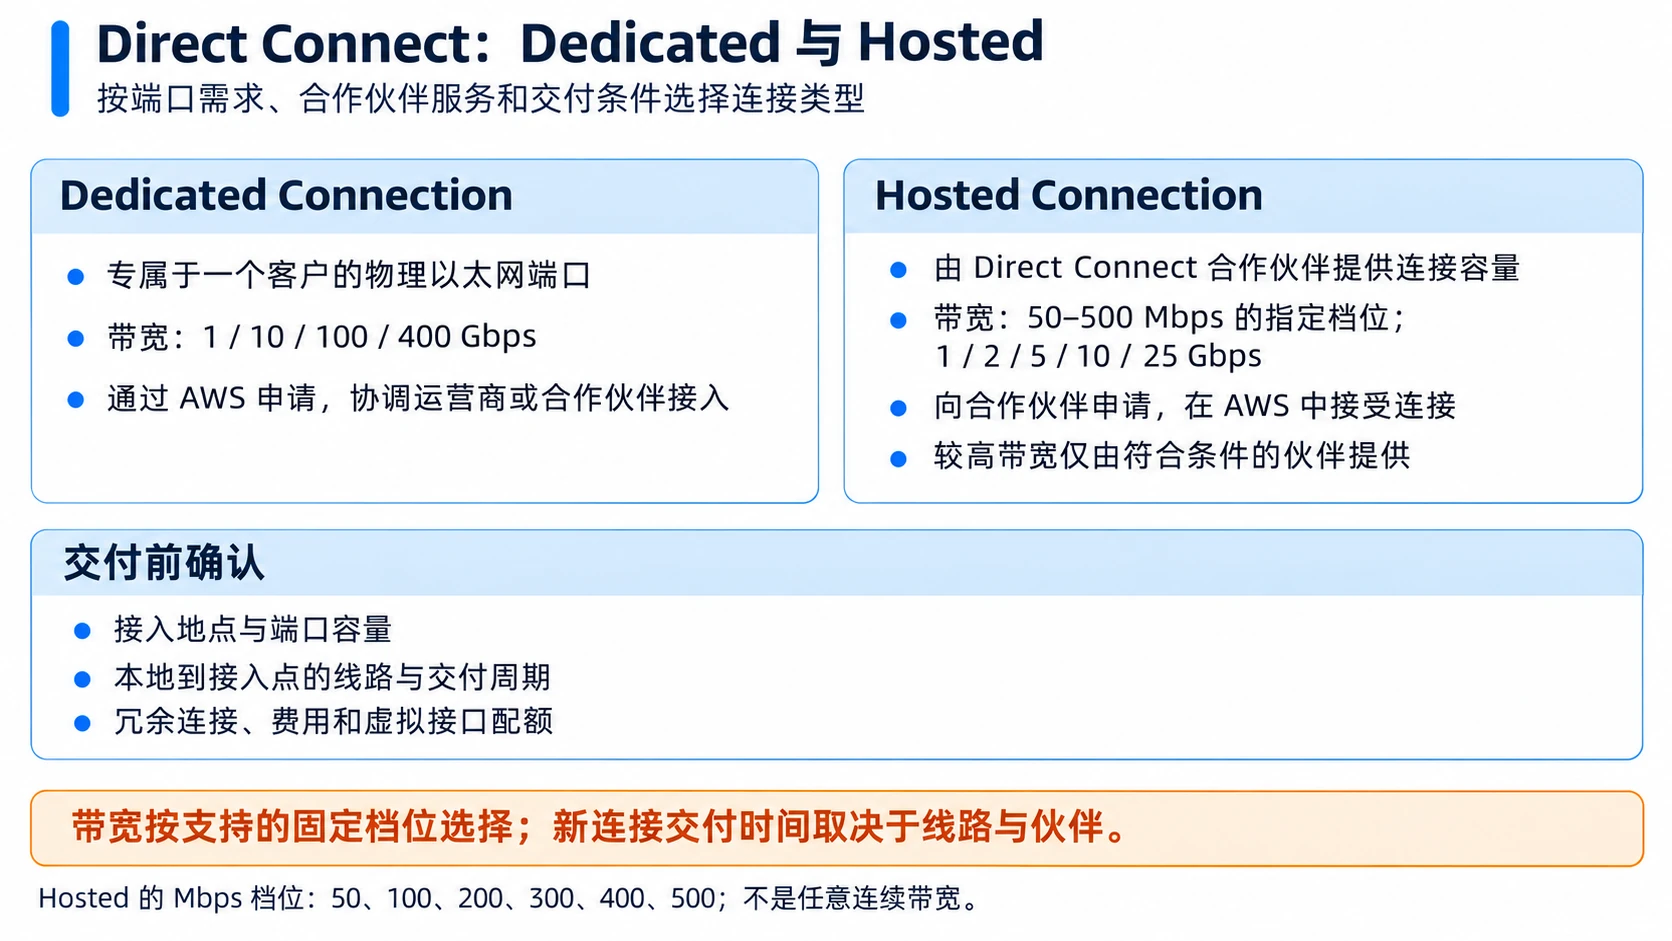 Direct Connect：Dedicated 与 Hosted
按端口需求、合作伙伴服务和交付条件选择连接类型
Dedicated Connection
专属于一个客户的物理以太网端口
带宽：1 / 10 / 100 / 400 Gbps
通过 AWS 申请，协调运营商或合作伙伴接入
Hosted Connection
由 Direct Connect 合作伙伴提供连接容量
带宽：50–500 Mbps 的指定档位；
1 / 2 / 5 / 10 / 25 Gbps
向合作伙伴申请，在 AWS 中接受连接
较高带宽仅由符合条件的伙伴提供
交付前确认
接入地点与端口容量
本地到接入点的线路与交付周期
冗余连接、费用和虚拟接口配额
带宽按支持的固定档位选择；新连接交付时间取决于线路与伙伴。
Hosted 的 Mbps 档位：50、100、200、300、400、500；不是任意连续带宽。